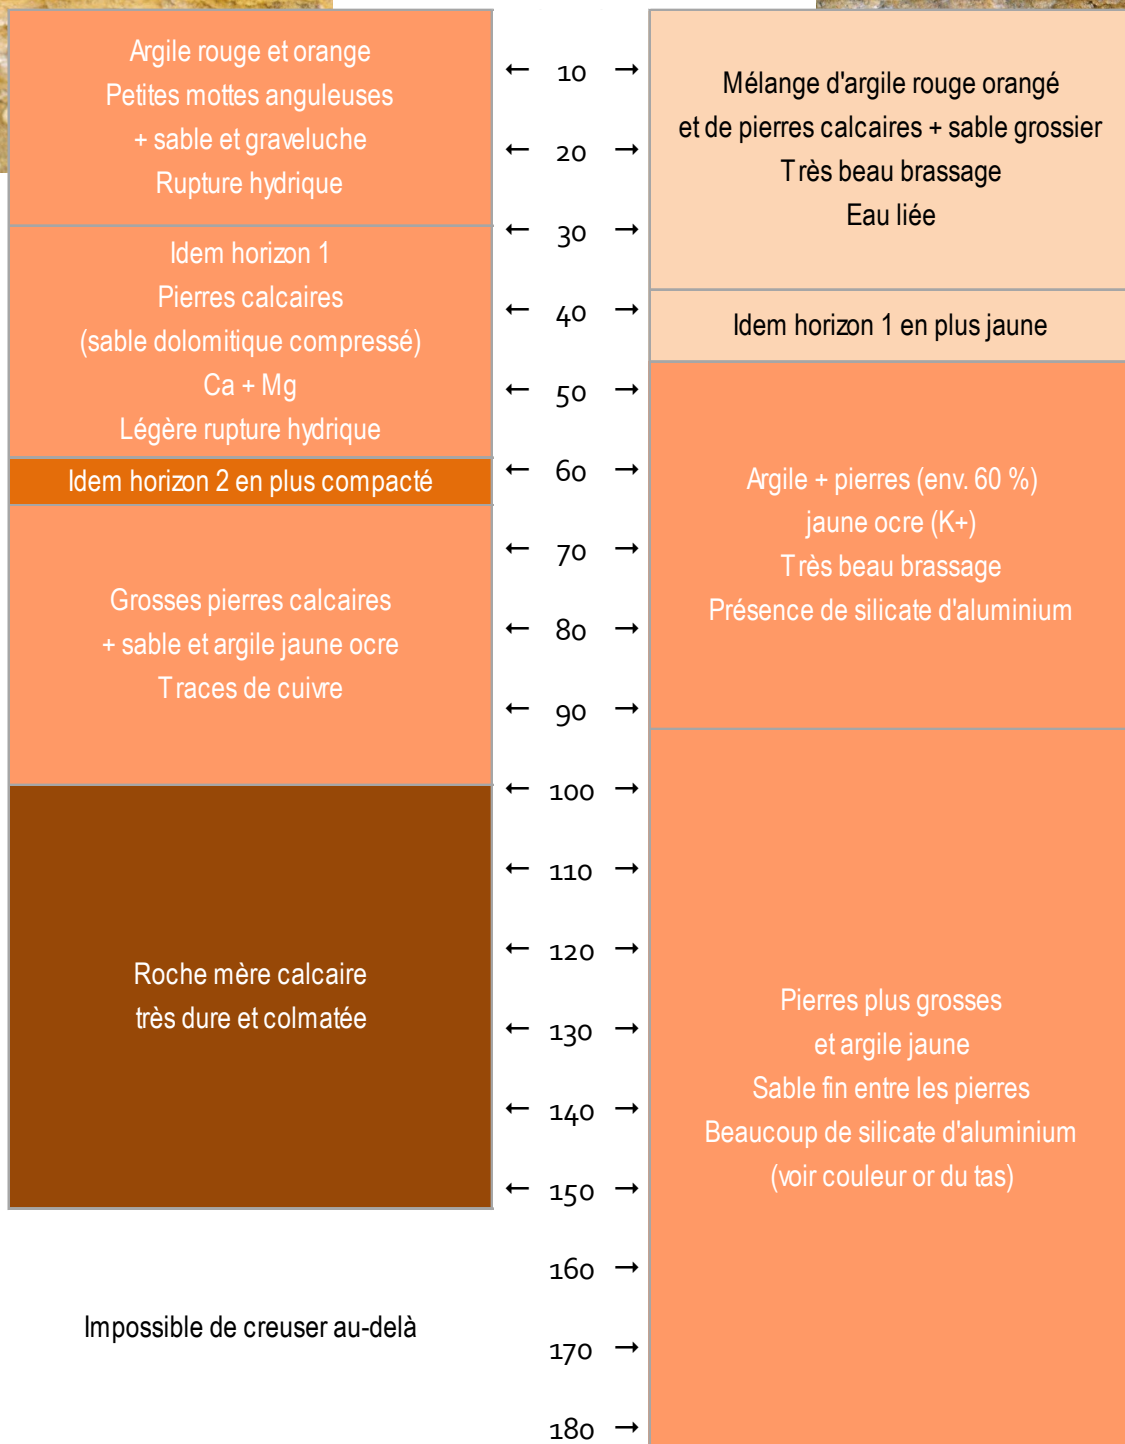 Argile rouge et orange
Petites mottes anguleuses
+ sable et graveluche
Rupture hydrique
Idem horizon 1
Pierres calcaires
(sable dolomitique compressé)
Ca + Mg
Légère rupture hydrique
Idem horizon 2 en plus compacté
Grosses pierres calcaires
+ sable et argile jaune ocre
Traces de cuivre
Roche mère calcaire
très dure et colmatée
Impossible de creuser au-delà
← 10 →
← 20 →
← 30 →
← 40 →
← 50 →
← 60 →
← 70 →
← 80 →
← 90 →
← 100 →
← 110 →
← 120 →
← 130 →
← 140 →
← 150 →
160 →
170 →
180 →
Mélange d'argile rouge orangé
et de pierres calcaires + sable grossier
Très beau brassage
Eau liée
Idem horizon 1 en plus jaune
Argile + pierres (env. 60 %)
jaune ocre (K+)
Très beau brassage
Présence de silicate d'aluminium
Pierres plus grosses
et argile jaune
Sable fin entre les pierres
Beaucoup de silicate d'aluminium
(voir couleur or du tas)